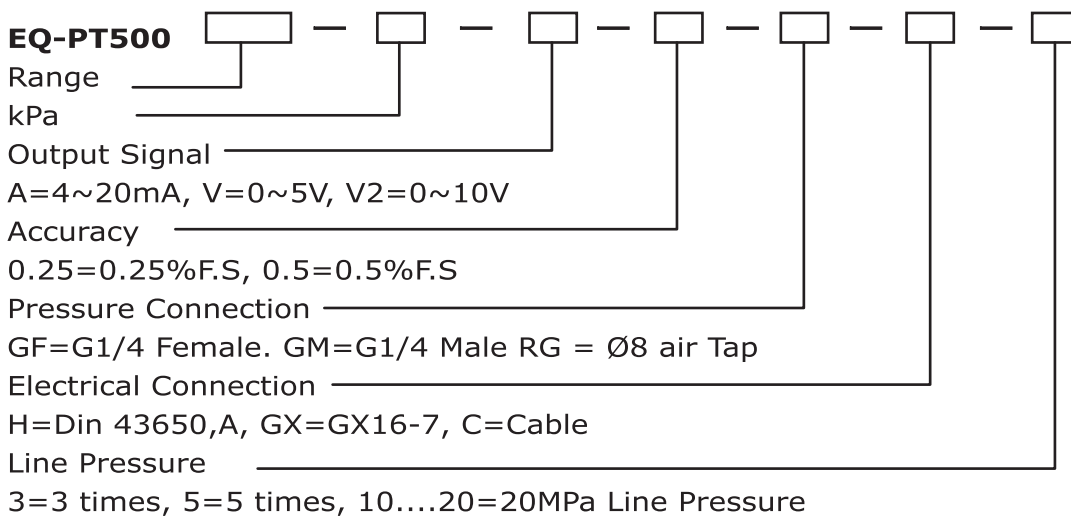 EQ-PT500
Range
kPa
Output Signal
A=4~20mA, V=0~5V, V2=0~10V
Accuracy
0.25=0.25%F.S, 0.5=0.5%F.S
Pressure Connection
GF=G1/4 Female. GM=G1/4 Male RG = Ø8 air Tap
Electrical Connection
H=Din 43650,A, GX=GX16-7, C=Cable
Line Pressure
3=3 times, 5=5 times, 10....20=20MPa Line Pressure